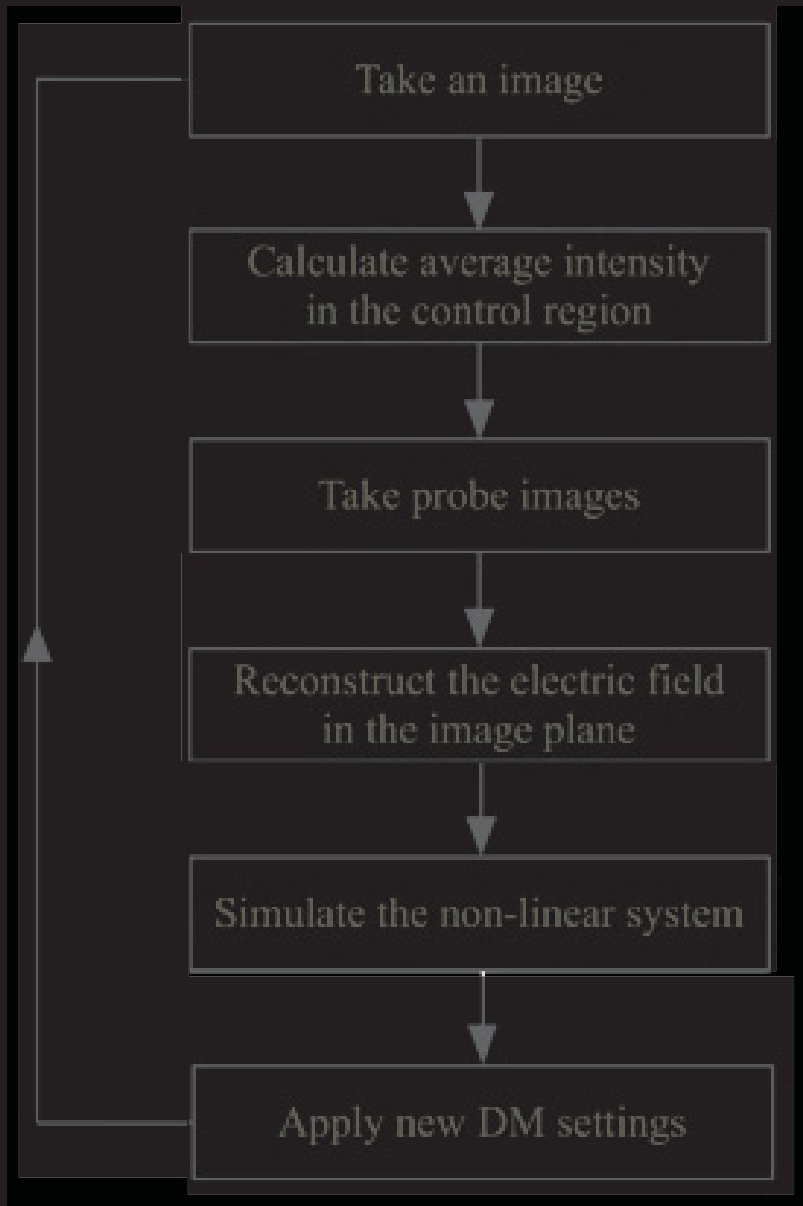 Take an image
Calculate average intensity
in the control region
Take probe images
Reconstruct the electric field
in the image plane
Simulate the non-linear system
Apply new DM settings